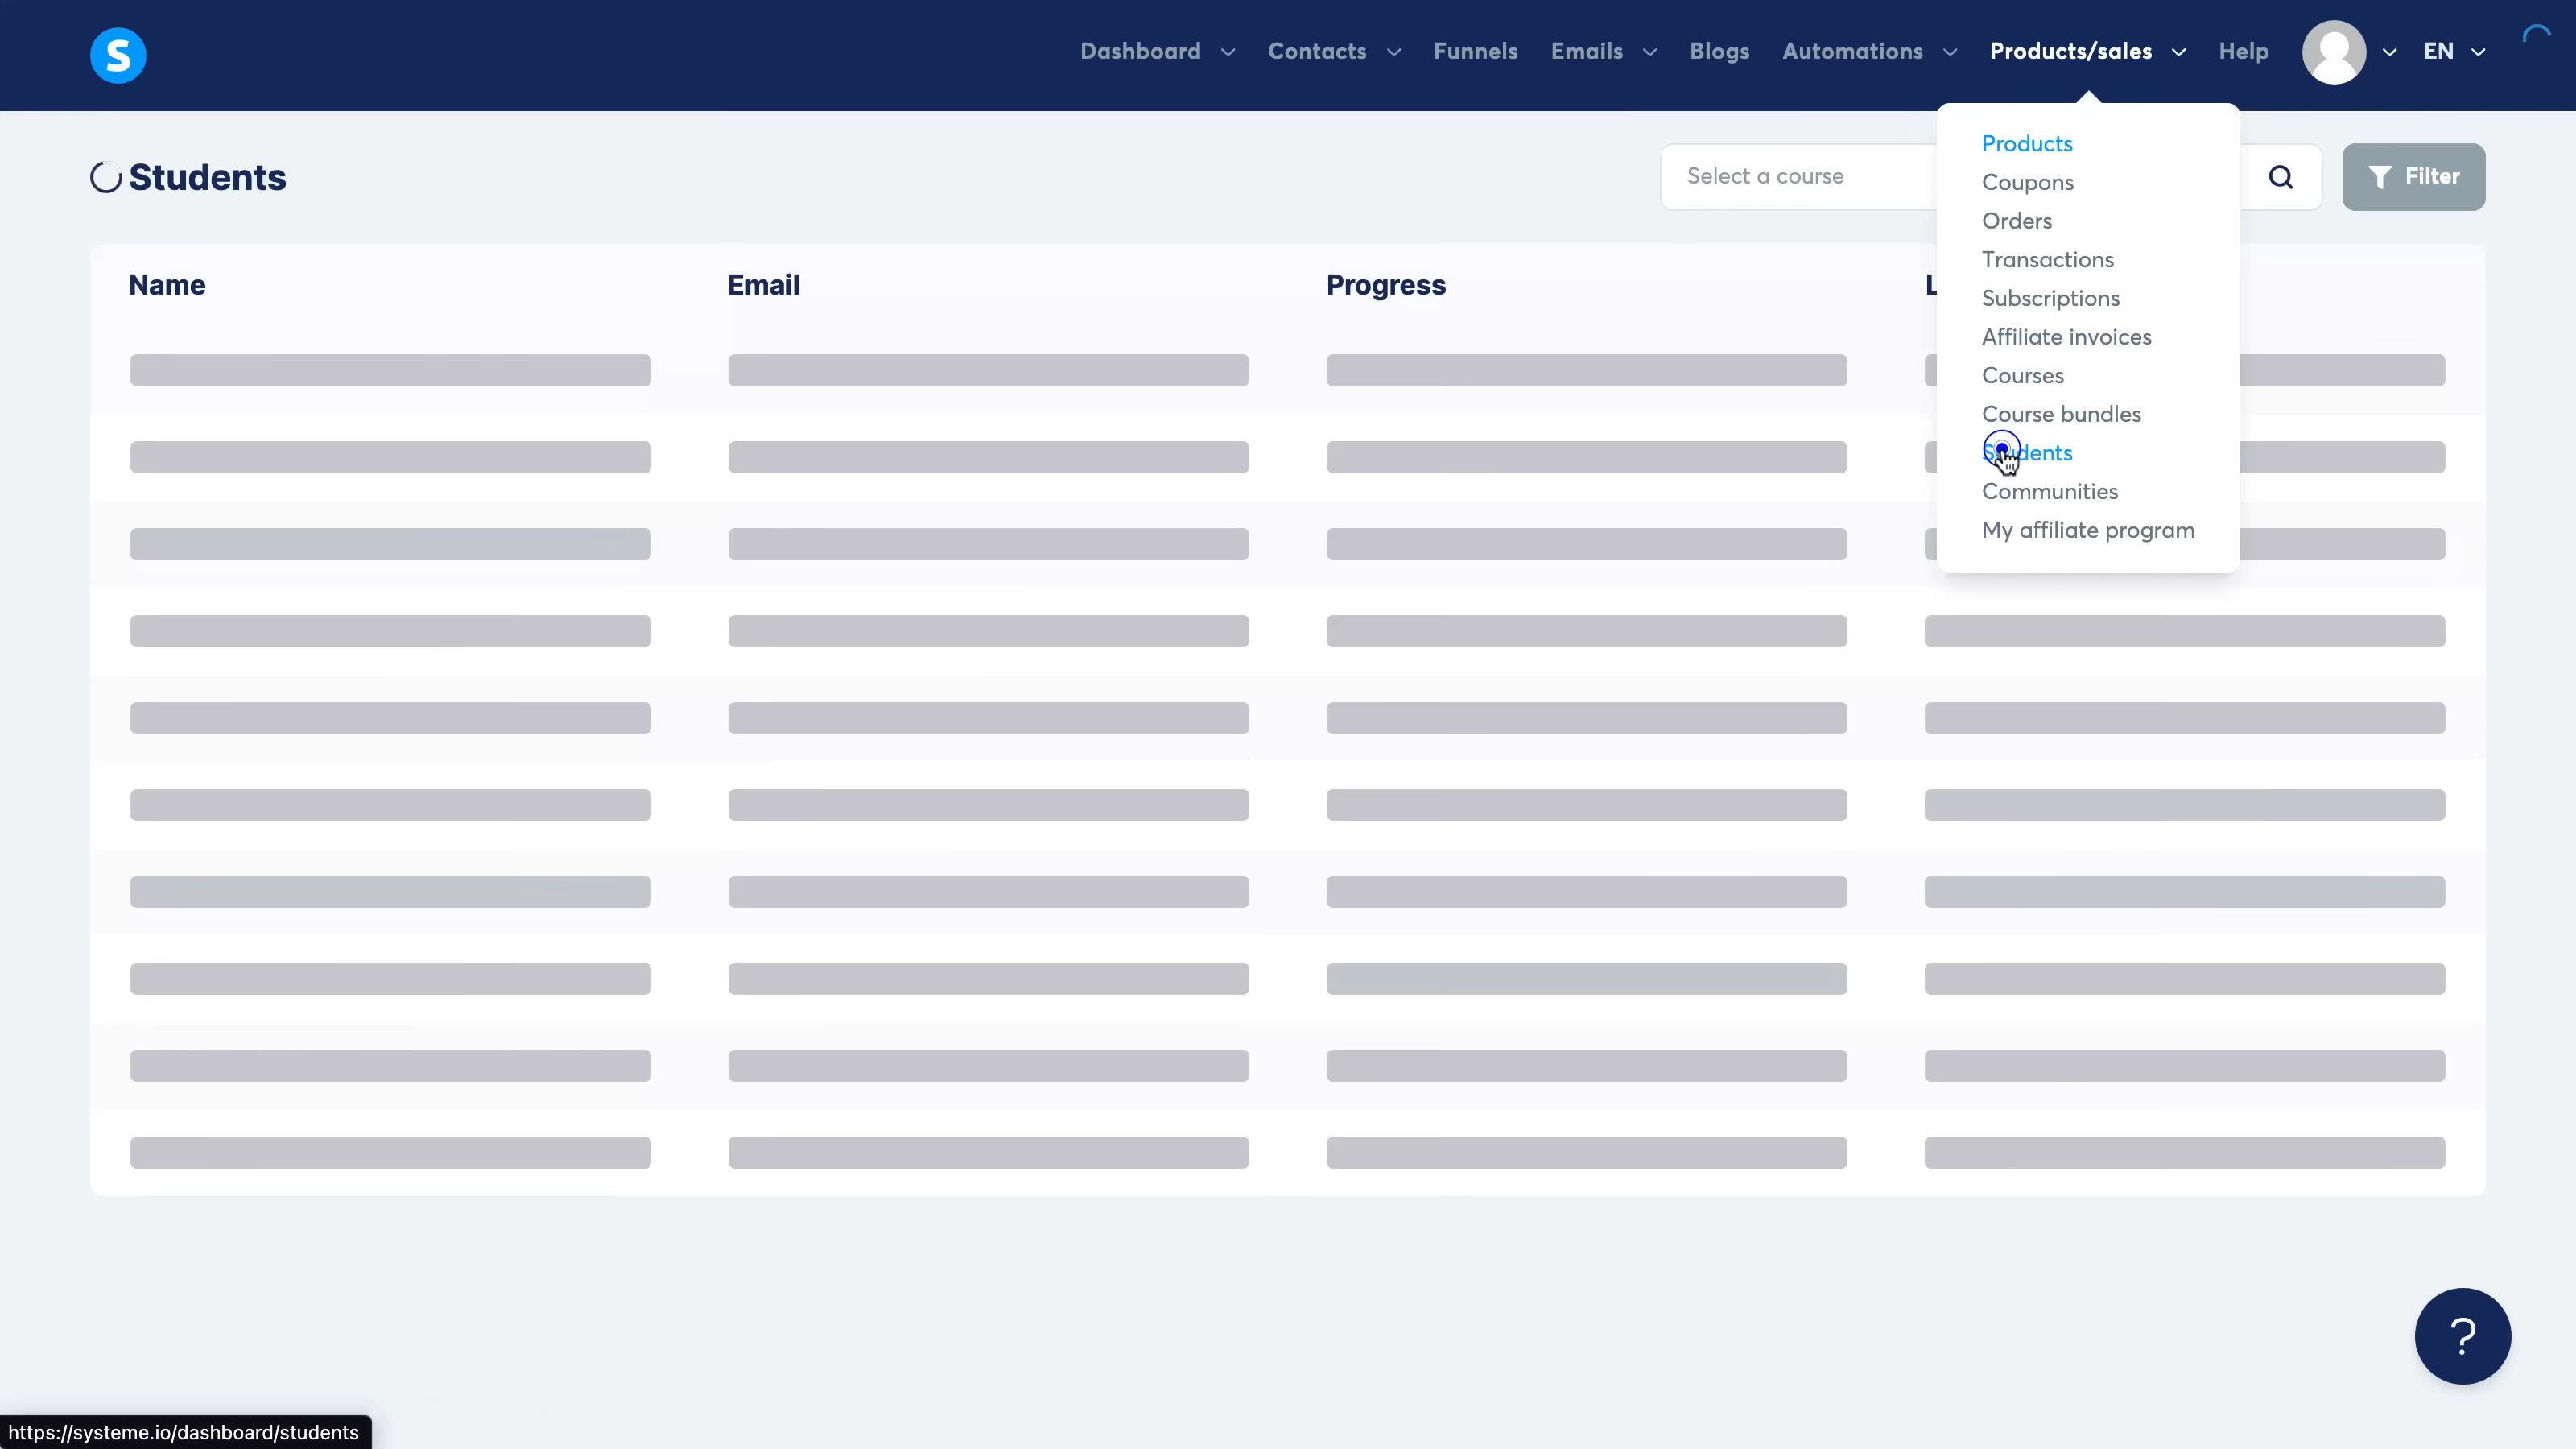 S
Dashboard
Contacts
Funnels
Emails
Blogs
Automations
Products/sales
Help
EN
Students
Select a course
Filter
Name
Email
Progress
Products
Coupons
Orders
Transactions
Subscriptions
Affiliate invoices
Courses
Course bundles
Students
Communities
My affiliate program
?
https://systeme.io/dashboard/students